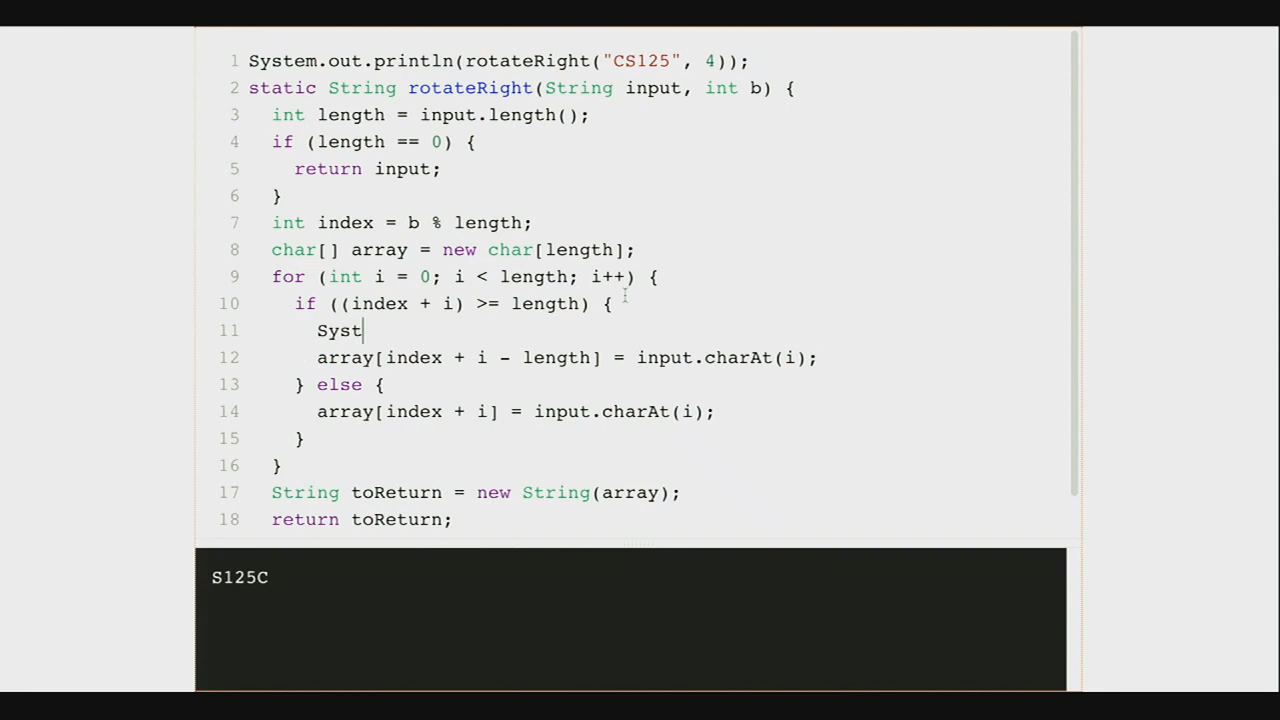 1 System.out.println(rotateRight("CS125", 4));
2 static String rotateRight(String input, int b) {
3   int length = input.length();
4   if (length == 0) {
5     return input;
6   }
7   int index = b % length;
8   char[] array = new char[length];
9   for (int i = 0; i < length; i++) {
10     if ((index + i) >= length) {
11       Syst
12       array[index + i - length] = input.charAt(i);
13     } else {
14       array[index + i] = input.charAt(i);
15     }
16   }
17   String toReturn = new String(array);
18   return toReturn;
S125C